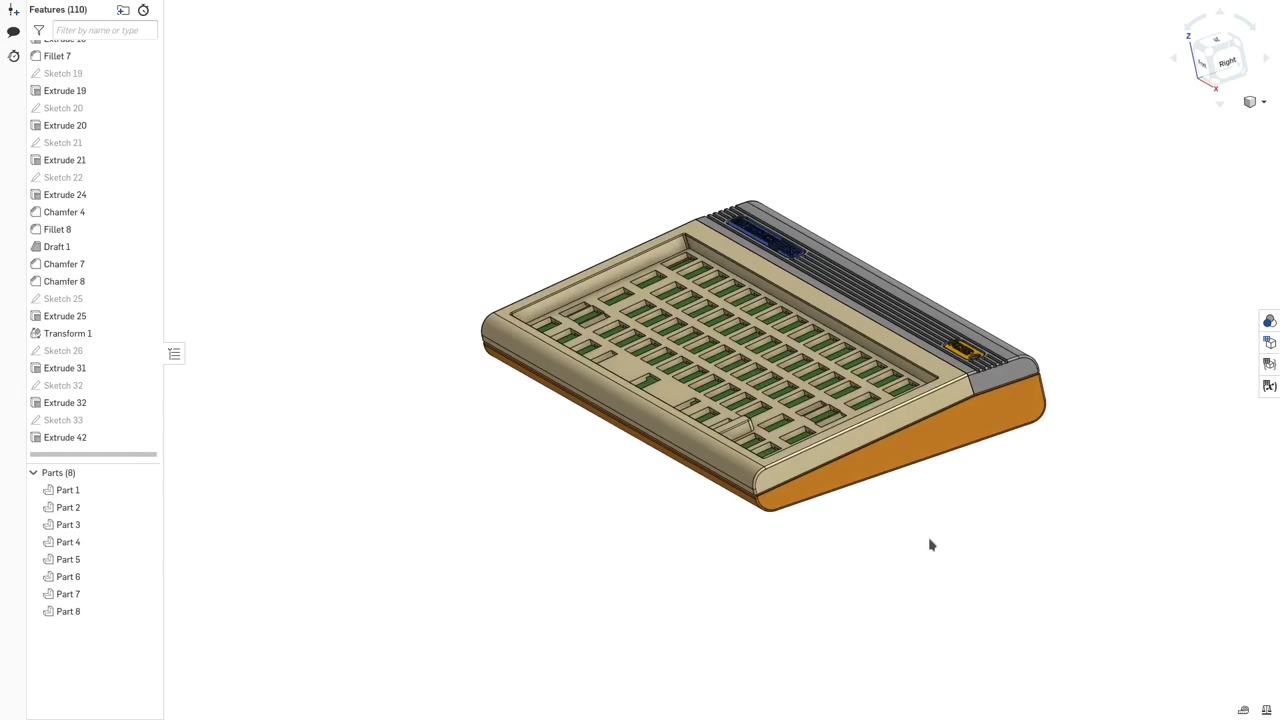 Features (110)
Filter by name or type
Fillet 7
Sketch 19
Extrude 19
Sketch 20
Extrude 20
Sketch 21
Extrude 21
Sketch 22
Extrude 24
Chamfer 4
Fillet 8
Draft 1
Chamfer 7
Chamfer 8
Sketch 25
Extrude 25
Transform 1
Sketch 26
Extrude 31
Sketch 32
Extrude 32
Sketch 33
Extrude 42
Parts (8)
Part 1
Part 2
Part 3
Part 4
Part 5
Part 6
Part 7
Part 8
Z
Right
X